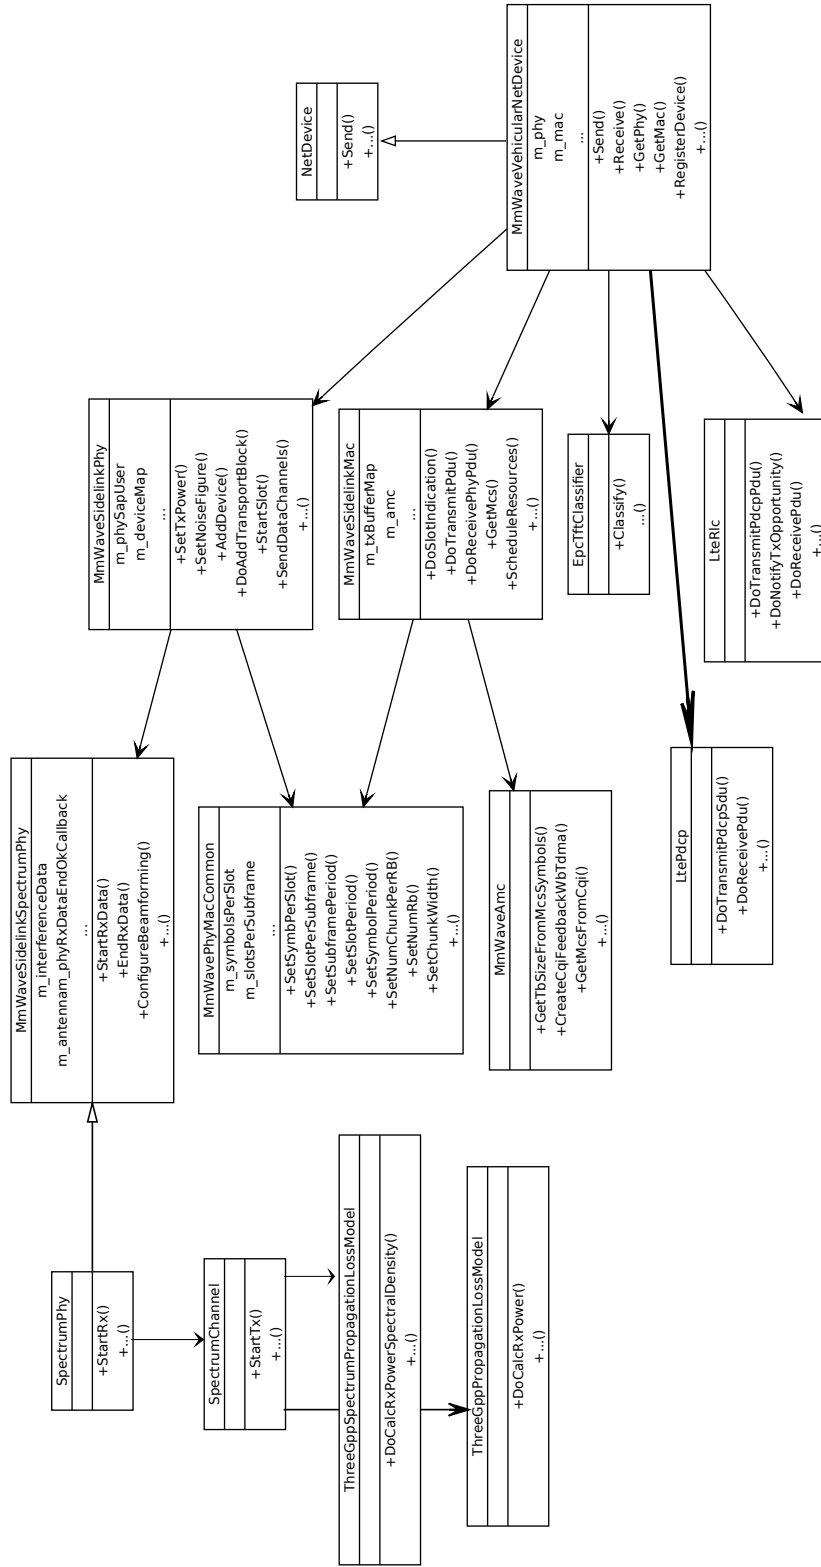 NetDevice
+Send()
+...()
MmWaveVehicularNetDevice
m_phy
m_mac
...
+Send()
+Receive()
+GetPhy()
+GetMac()
+RegisterDevice()
+...()
MmWaveSidelinkPhy
m_phySapUser
m_deviceMap
...
+SetTxPower()
+SetNoiseFigure()
+AddDevice()
+DoAddTransportBlock()
+StartSlot()
+SendDataChannels()
+...()
MmWaveSidelinkMac
m_txBufferMap
m_amc
...
+DoSlotIndication()
+DoTransmitPdu()
+DoReceivePhyPdu()
+GetMcs()
+ScheduleResources()
+...()
EpcTftClassifier
+Classify()
...()
LteRlc
+DoTransmitPdcpPdu()
+DoNotifyTxOpportunity()
+DoReceivePdu()
+...()
MmWaveSidelinkSpectrumPhy
m_interferenceData
m_antennam_phyRxDataEndOkCallback
...
+StartRxData()
+EndRxData()
+ConfigureBeamforming()
+...()
MmWavePhyMacCommon
m_symbolsPerSlot
m_slotsPerSubframe
...
+SetSymbPerSlot()
+SetSlotPerSubframe()
+SetSubframePeriod()
+SetSlotPeriod()
+SetSymbolPeriod()
+SetNumChunkPerRB()
+SetNumRb()
+SetChunkWidth()
+...()
MmWaveAmc
+GetTbSizeFromMcsSymbols()
+CreateCqiFeedbackWbTdma()
+GetMcsFromCqi()
+...()
LtePdcp
+DoTransmitPdcpSdu()
+DoReceivePdu()
+...()
SpectrumPhy
+StartRx()
+...()
SpectrumChannel
+StartTx()
+...()
ThreeGppSpectrumPropagationLossModel
+DoCalcRxPowerSpectralDensity()
+...()
ThreeGppPropagationLossModel
+DoCalcRxPower()
+...()